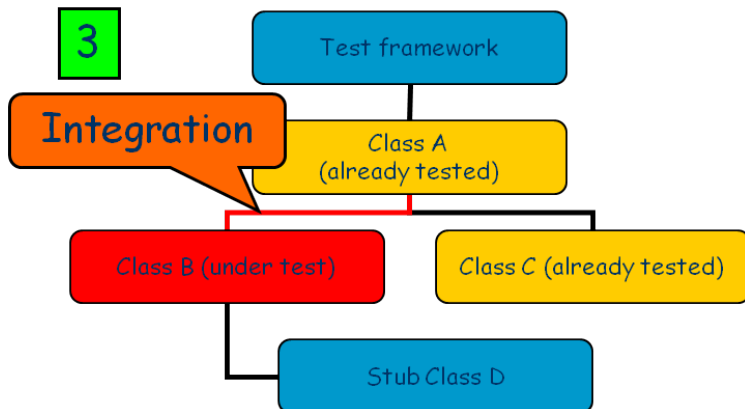 3
Test framework
Integration
Class A
(already tested)
Class B (under test)
Class C (already tested)
Stub Class D